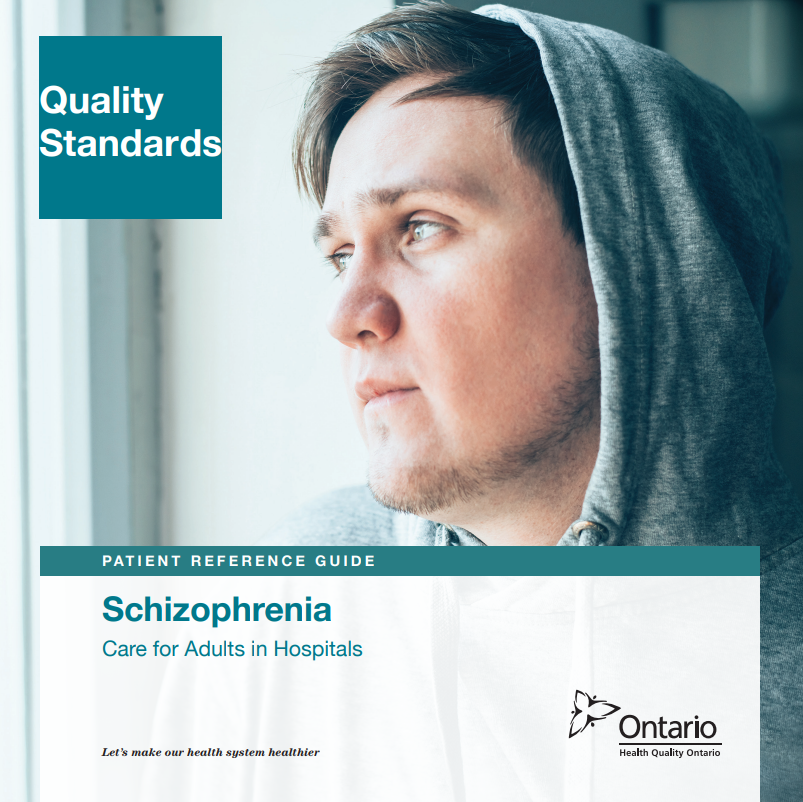 Quality
Standards
PATIENT REFERENCE GUIDE
Schizophrenia
Care for Adults in Hospitals
Let's make our health system healthier
Ontario
Health Quality Ontario